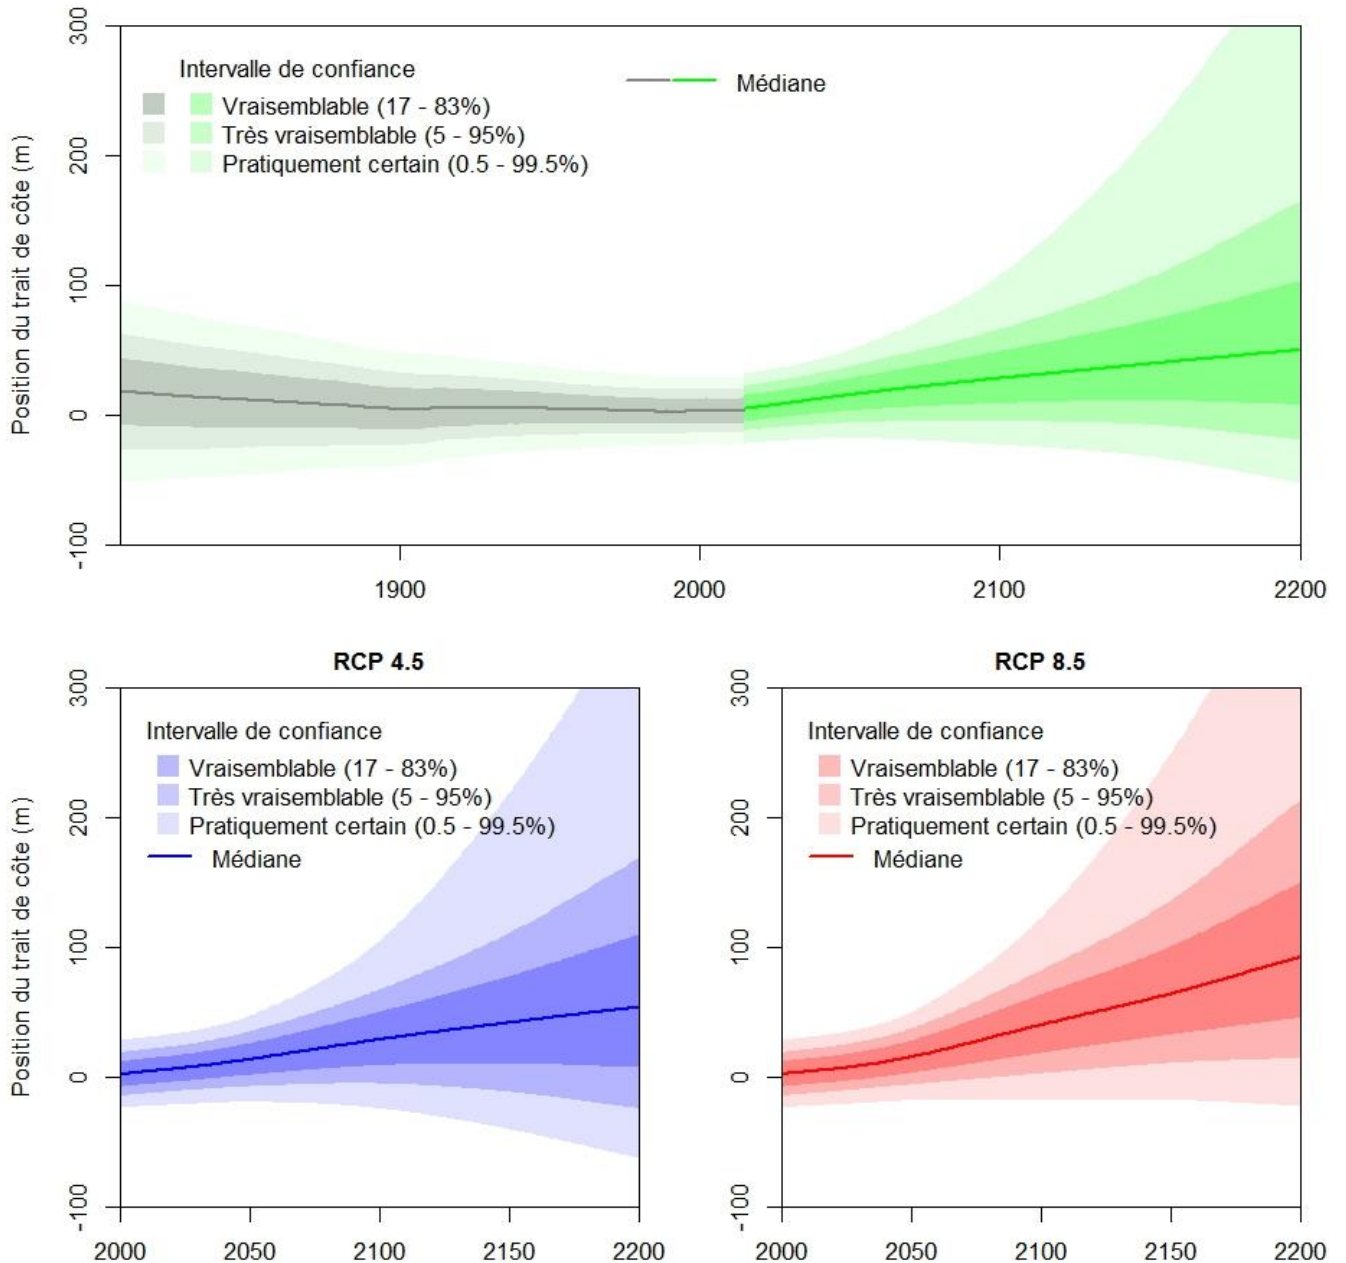 300
200
100
0
-100
Position du trait de côte (m)
Intervalle de confiance
Vraisemblable (17 - 83%)
Très vraisemblable (5 - 95%)
Pratiquement certain (0.5 - 99.5%)
Médiane
1900
2000
2100
2200
RCP 4.5
300
200
100
0
-100
Position du trait de côte (m)
Intervalle de confiance
Vraisemblable (17 - 83%)
Très vraisemblable (5 - 95%)
Pratiquement certain (0.5 - 99.5%)
Médiane
2000
2050
2100
2150
2200
RCP 8.5
300
200
100
0
-100
Intervalle de confiance
Vraisemblable (17 - 83%)
Très vraisemblable (5 - 95%)
Pratiquement certain (0.5 - 99.5%)
Médiane
2000
2050
2100
2150
2200